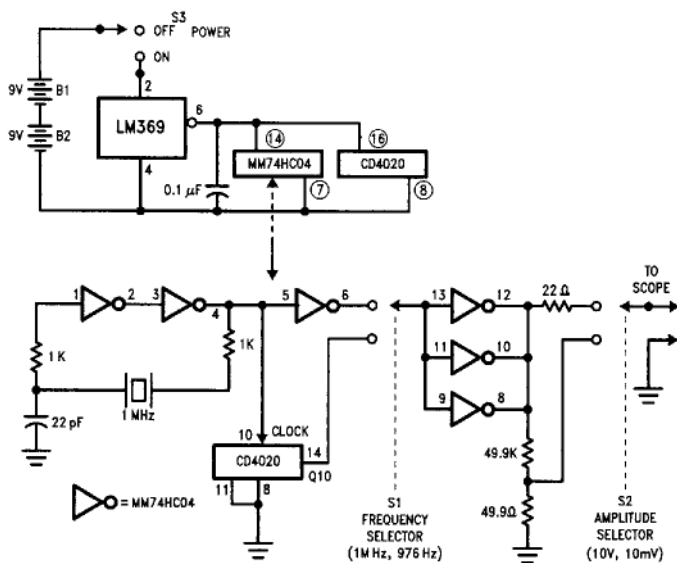 S3
OFF POWER
ON
2
9V B1
6
LM369
14
16
9V B2
MM74HC04
CD4020
4
0.1 µF
7
8
1 2 3 4 5 6 13 12 22 Ω
TO
SCOPE
1K
1K
11 10
1 MHz
9 8
22 pF
10 CLOCK
14
49.9K
CD4020
Q10
11 8
= MM74HC04
49.9Ω
S1
FREQUENCY
SELECTOR
(1MHz, 976Hz)
S2
AMPLITUDE
SELECTOR
(10V, 10mV)